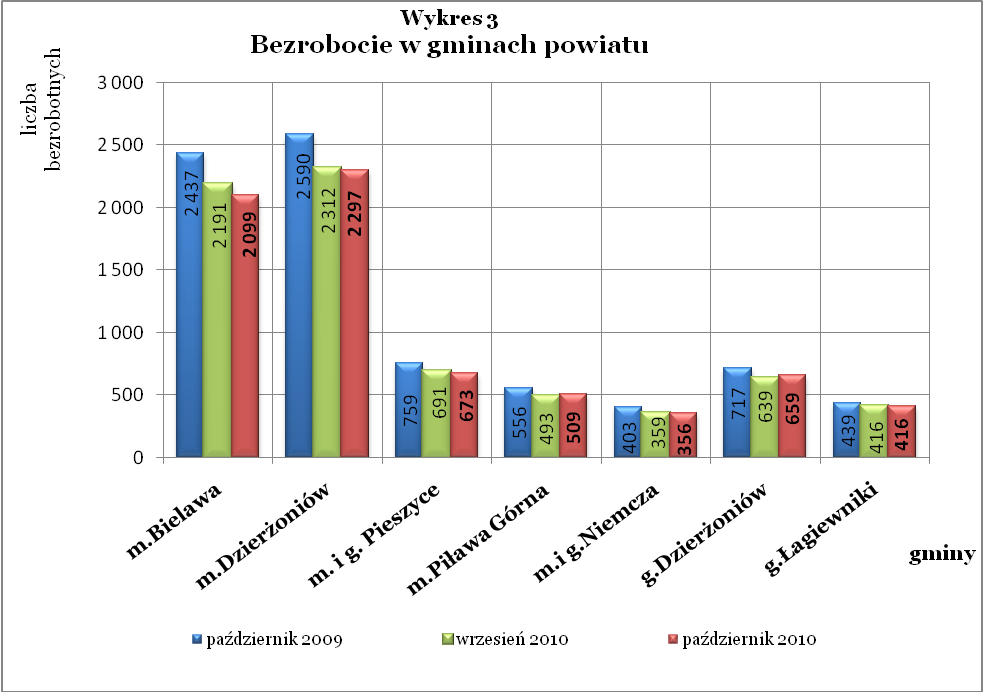 Wykres 3
Bezrobocie w gminach powiatu
liczba
bezrobotnych
3 000
2 500
2 000
1 500
1 000
500
0
2 437
2 191
2 099
2 590
2 312
2 297
759
691
673
556
493
509
403
359
356
717
639
659
439
416
416
m.Bielawa
m.Dzierżoniów
m. i g. Pieszyce
m.Piława Górna
m.i g.Niemcza
g.Dzierżoniów
g.Łagiewniki
gminy
październik 2009
wrzesień 2010
październik 2010